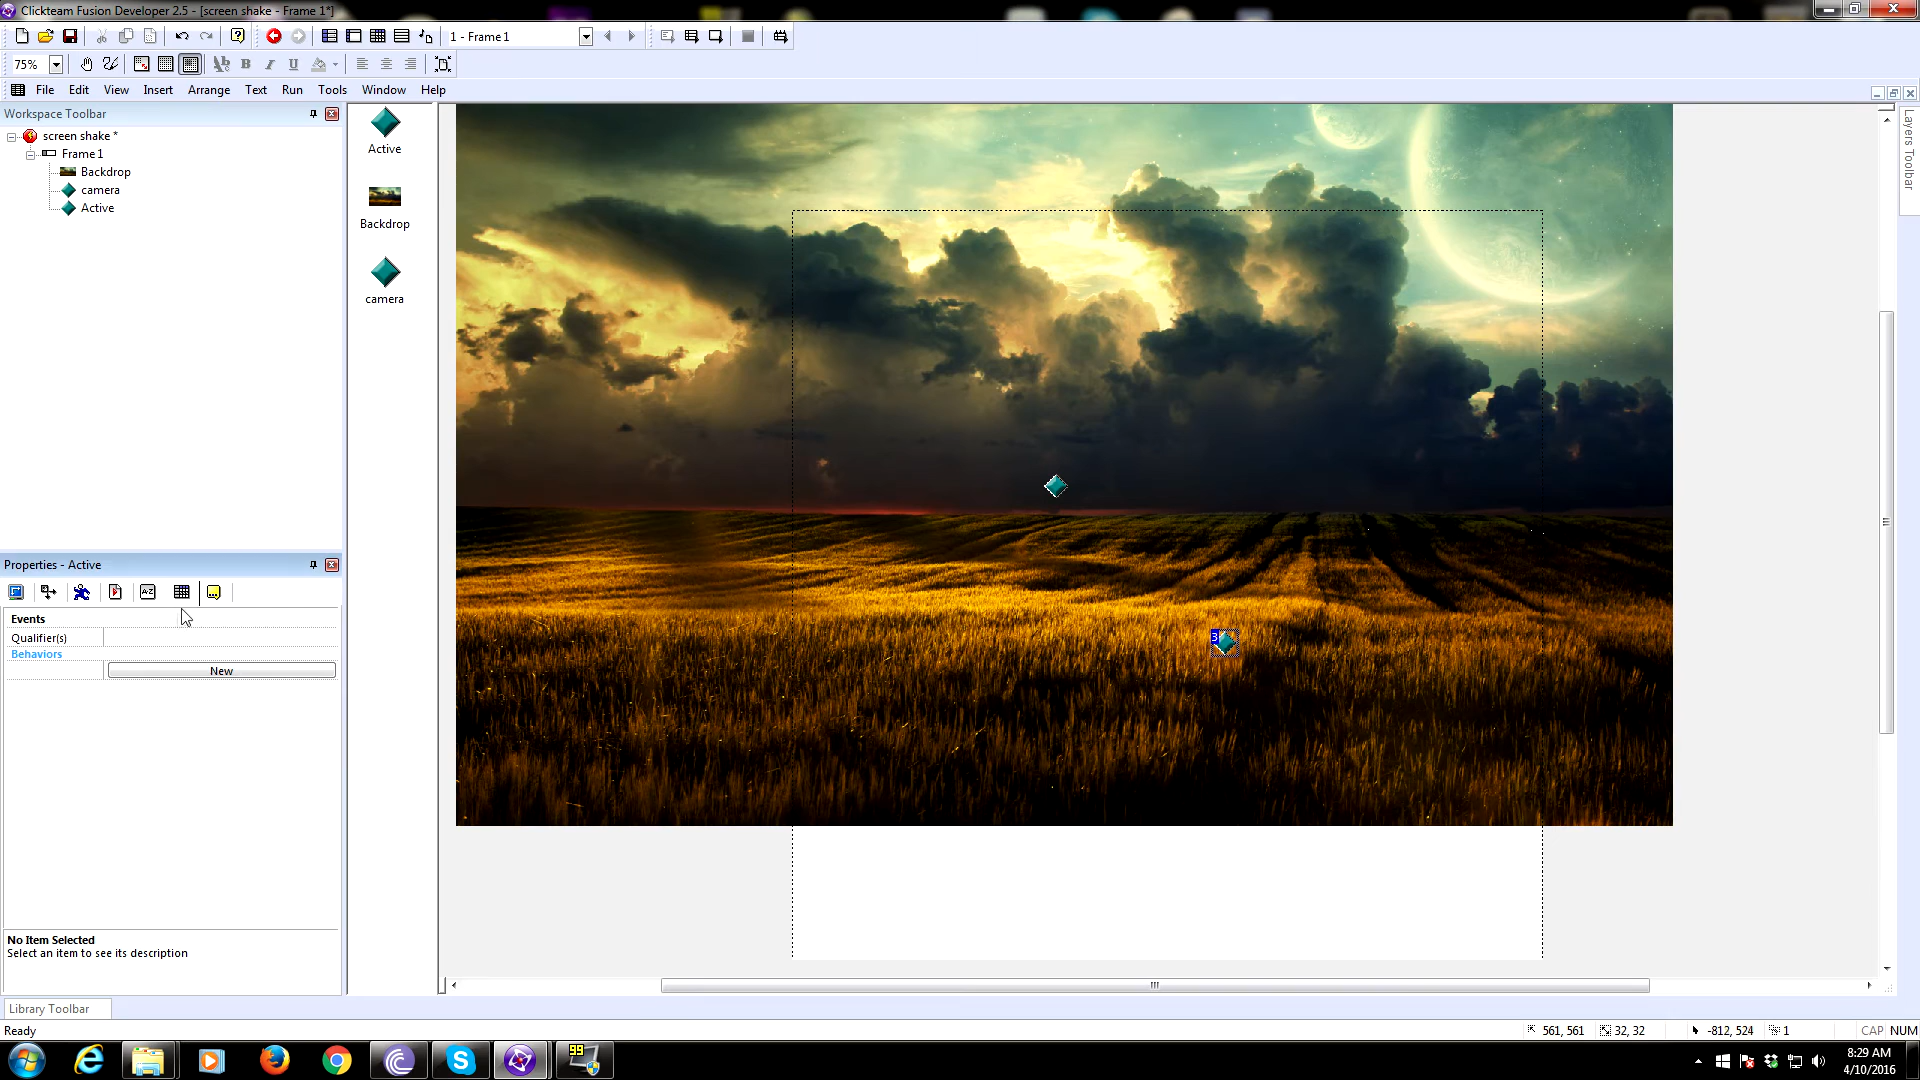 Clickteam Fusion Developer 2.5 - [screen shake - Frame 1*]
1 - Frame 1
75%
Ab B I U
File Edit View Insert Arrange Text Run Tools Window Help
Workspace Toolbar
screen shake *
Frame 1
Backdrop
camera
Active
Active
Backdrop
camera
3
Layers Toolbar
Properties - Active
A-Z
Events
Qualifier(s)
Behaviors
New
No Item Selected
Select an item to see its description
Library Toolbar
Ready
561, 561 32, 32 -812, 524 1 CAP NUM
99
8:29 AM
4/10/2016